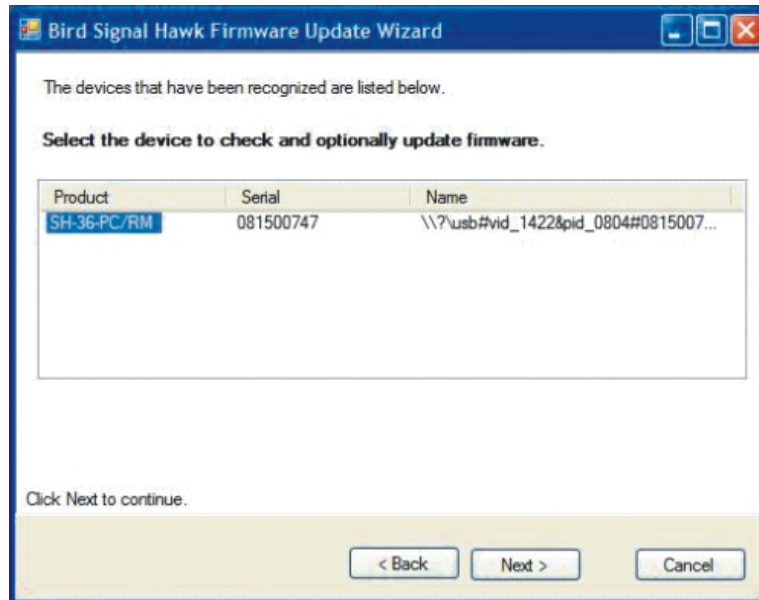 Bird Signal Hawk Firmware Update Wizard
The devices that have been recognized are listed below.
Select the device to check and optionally update firmware.
Product Serial Name
SH-36-PC/RM 081500747 \\?\usb#vid_1422&pid_0804#0815007...
Click Next to continue.
< Back Next > Cancel